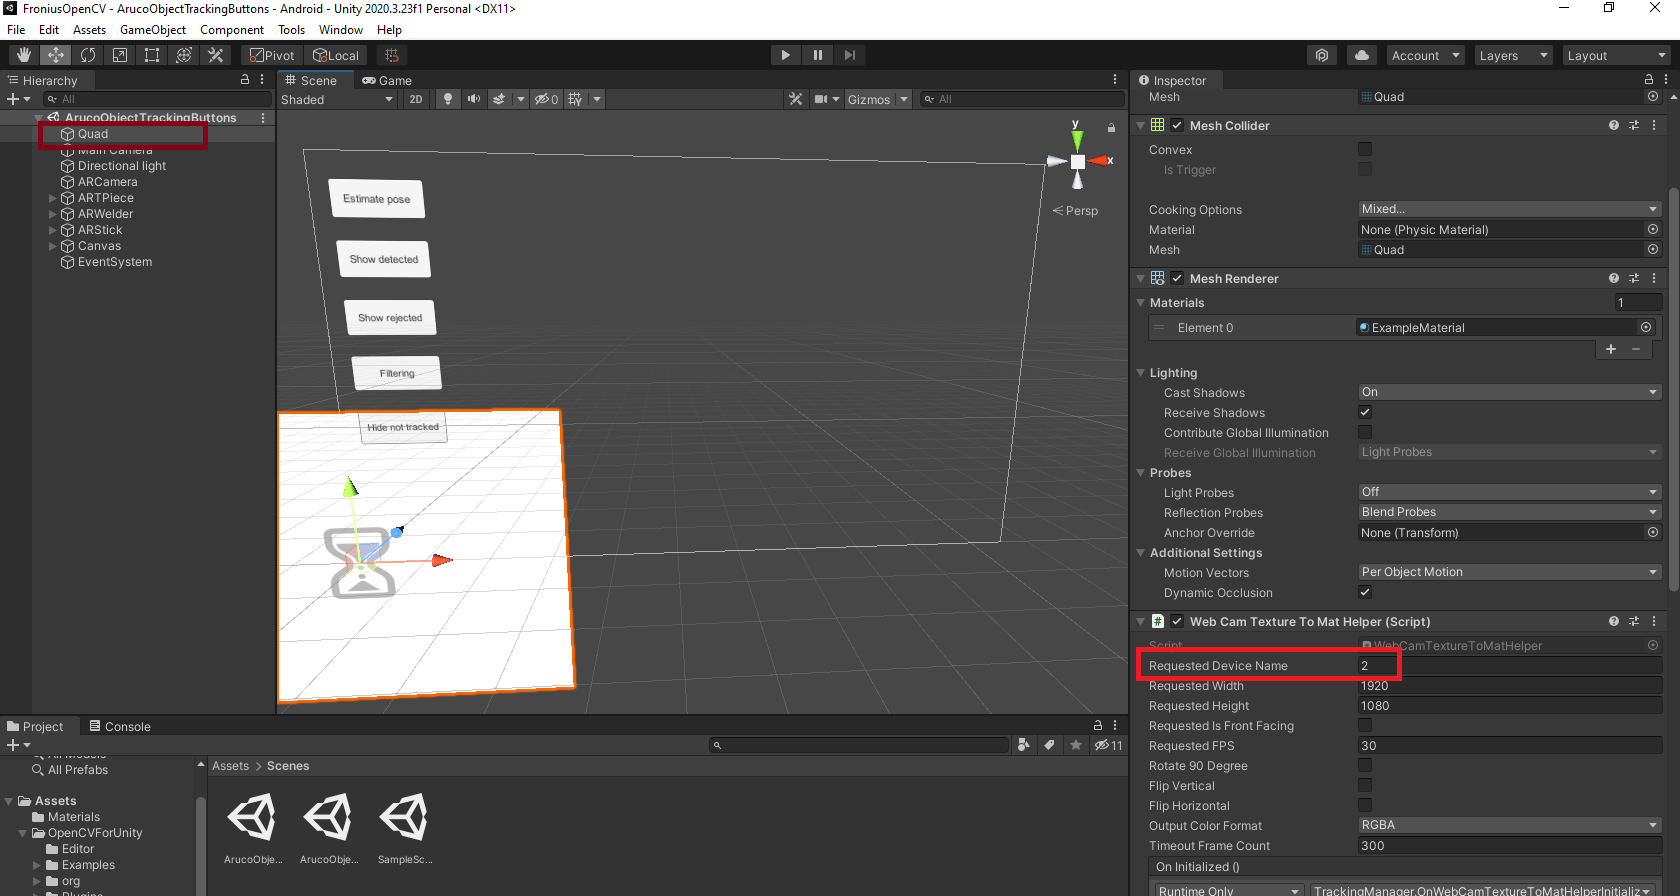 FroniusOpenCV - ArucoObjectTrackingButtons - Android - Unity 2020.3.23f1 Personal <DX11>
File Edit Assets GameObject Component Tools Window Help
Pivot Local Account Layers Layout
Hierarchy
All
ArucoObjectTrackingButtons
Quad
Main Camera
Directional light
ARCamera
ARTPiece
ARWelder
ARStick
Canvas
EventSystem
Scene Game
Shaded 2D 0 Gizmos All
y
x
Persp
Estimate pose
Show detected
Show rejected
Filtering
Hide not tracked
Inspector
Mesh Quad
Mesh Collider
Convex
Is Trigger
Cooking Options Mixed...
Material None (Physic Material)
Mesh Quad
Mesh Renderer
Materials 1
Element 0 ExampleMaterial
+ -
Lighting
Cast Shadows On
Receive Shadows
Contribute Global Illumination
Receive Global Illumination Light Probes
Probes
Light Probes Off
Reflection Probes Blend Probes
Anchor Override None (Transform)
Additional Settings
Motion Vectors Per Object Motion
Dynamic Occlusion
# Web Cam Texture To Mat Helper (Script)
Script WebCamTextureToMatHelper
Requested Device Name 2
Requested Width 1920
Requested Height 1080
Requested Is Front Facing
Requested FPS 30
Rotate 90 Degree
Flip Vertical
Flip Horizontal
Output Color Format RGBA
Timeout Frame Count 300
On Initialized ()
Runtime Only TrackingManager.OnWebCamTextureToMatHelperInitializ
Project Console
11
All Models
All Prefabs
Assets
Materials
OpenCVForUnity
Editor
Examples
org
Plugins
Assets > Scenes
ArucoObje... ArucoObje... SampleSc...